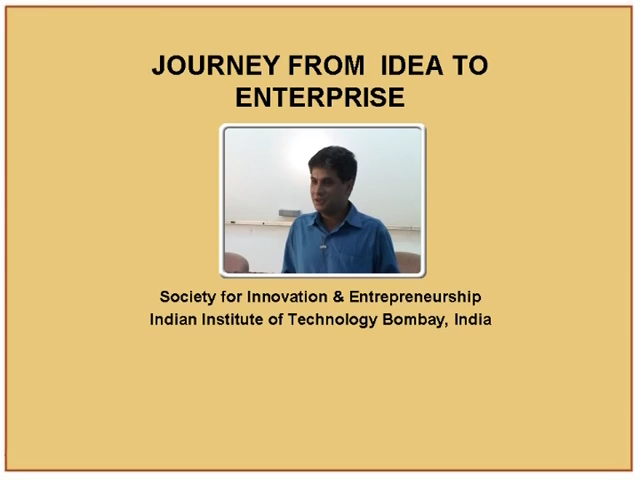 JOURNEY FROM IDEA TO
ENTERPRISE
Society for Innovation & Entrepreneurship
Indian Institute of Technology Bombay, India